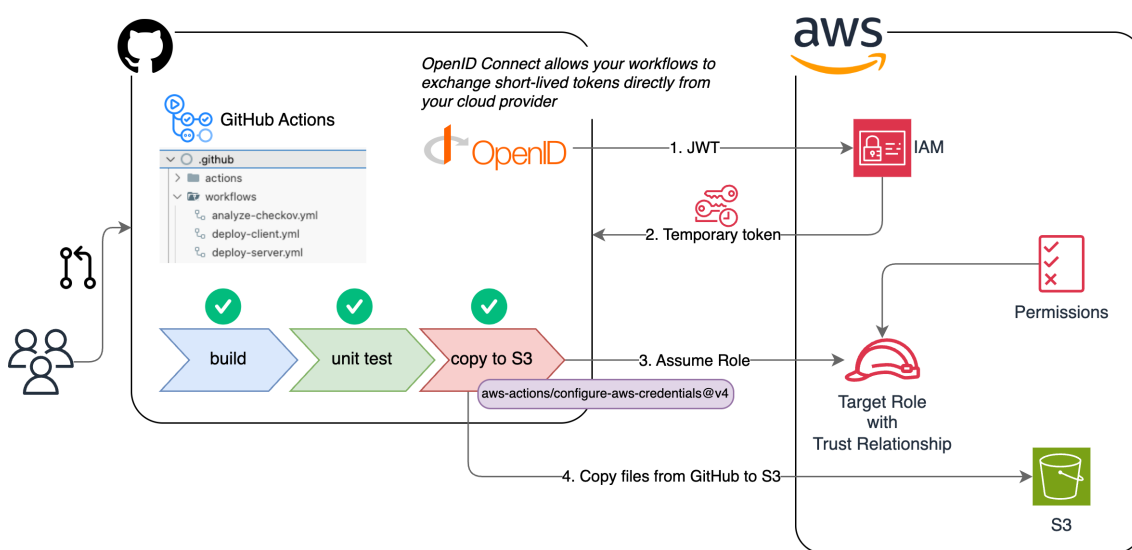 aws
OpenID Connect allows your workflows to
exchange short-lived tokens directly from
your cloud provider
GitHub Actions
OpenID
1. JWT
IAM
.github
actions
workflows
analyze-checkov.yml
deploy-client.yml
deploy-server.yml
2. Temporary token
Permissions
build
unit test
copy to S3
3. Assume Role
aws-actions/configure-aws-credentials@v4
Target Role
with
Trust Relationship
4. Copy files from GitHub to S3
S3